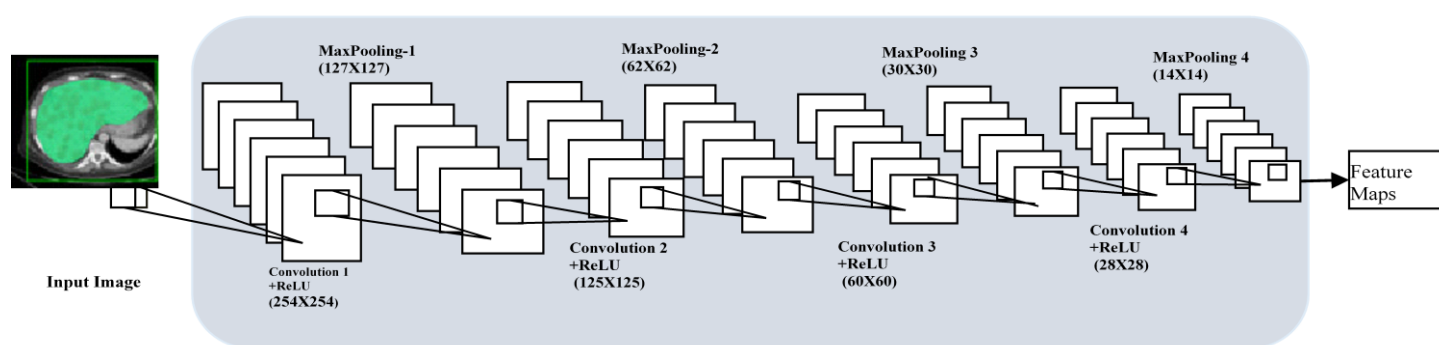 MaxPooling-1
(127X127)
MaxPooling-2
(62X62)
MaxPooling 3
(30X30)
MaxPooling 4
(14X14)
Input Image
Convolution 1
+ReLU
(254X254)
Convolution 2
+ReLU
(125X125)
Convolution 3
+ReLU
(60X60)
Convolution 4
+ReLU
(28X28)
Feature
Maps